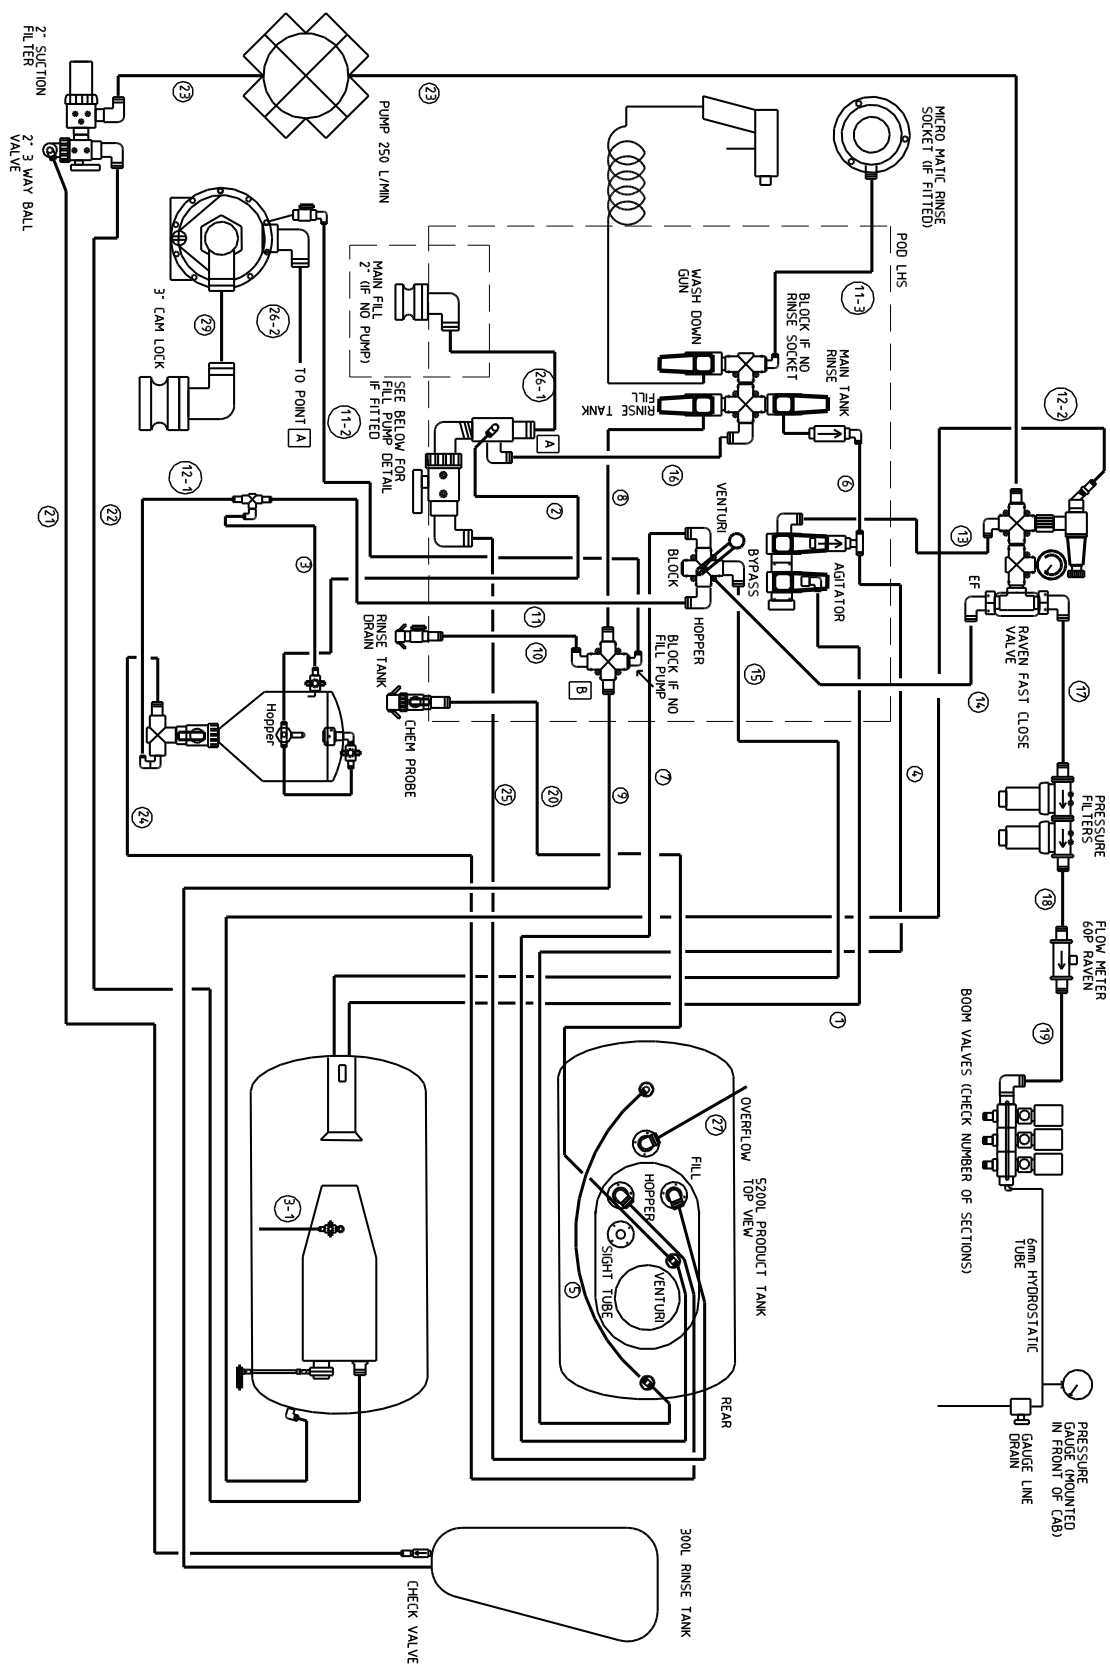 2" SUCTION
FILTER
2" 3 WAY BALL
VALVE
23
PUMP 250 L/MIN
23
MICRO MATIC RINSE
SOCKET (IF FITTED)
POD LHS
11-3
WASH DOWN
GUN
BLOCK IF NO
RINSE SOCKET
MAIN TANK
RINSE
RINSE TANK
FILL
MAIN FILL
2" (IF NO PUMP)
26-1
A
SEE BELOW FOR
FILL PUMP DETAIL
IF FITTED
3" CAM LOCK
29
26-2
TO POINT A
11-2
12-1
12-2
21
22
3
2
16
8
6
13
VENTURI
BYPASS
BLOCK
HOPPER
AGITATOR
EF
RAVEN FAST CLOSE
VALVE
14
17
15
11
10
RINSE TANK
DRAIN
BLOCK IF NO
FILL PUMP
B
CHEM PROBE
Hopper
24
25
20
9
7
4
1
PRESSURE
FILTERS
18
FLOW METER
60P RAVEN
19
BOOM VALVES (CHECK NUMBER OF SECTIONS)
6mm HYDROSTATIC
TUBE
PRESSURE
GAUGE (MOUNTED
IN FRONT OF CAB)
GAUGE LINE
DRAIN
5200L PRODUCT TANK
TOP VIEW
OVERFLOW
27
FILL
HOPPER
SIGHT TUBE
VENTURI
5
REAR
3-1
300L RINSE TANK
CHECK VALVE